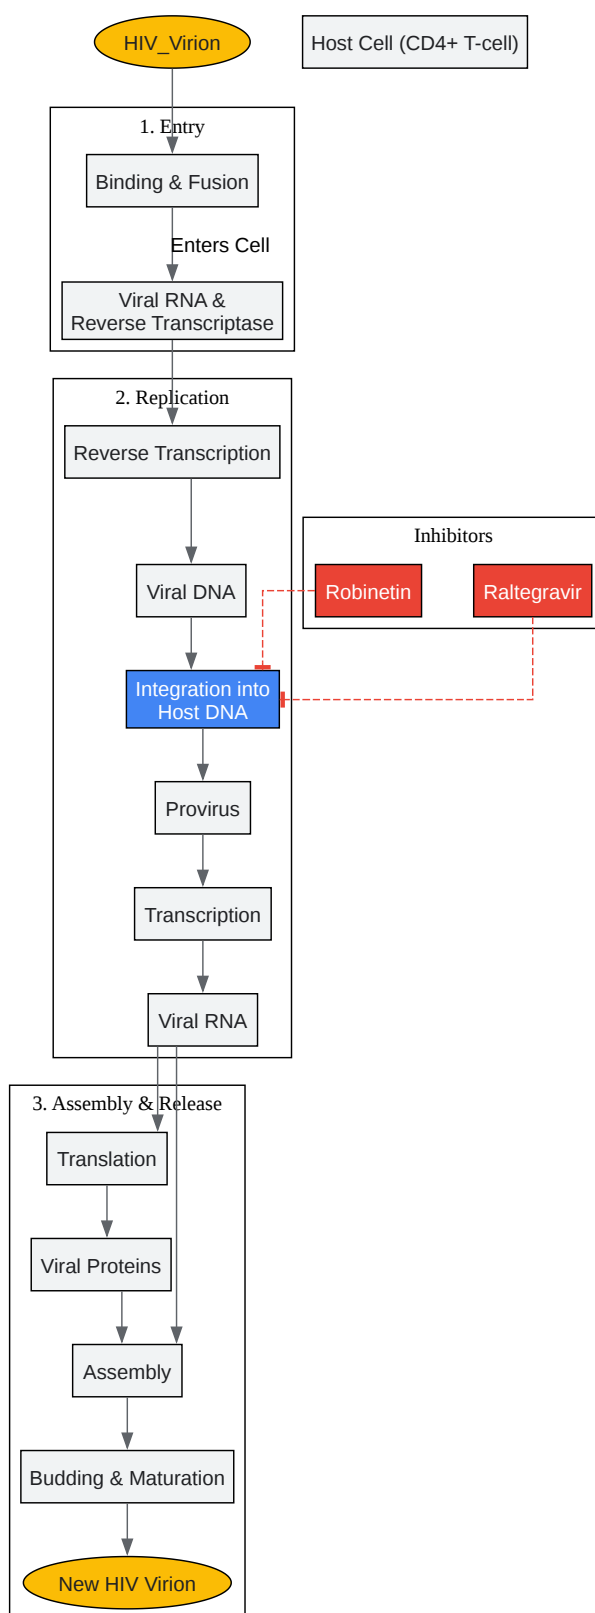 HIV_Virion
Host Cell (CD4+ T-cell)
1. Entry
Binding & Fusion
Enters Cell
Viral RNA &
Reverse Transcriptase
2. Replication
Reverse Transcription
Inhibitors
Viral DNA
Robinetin
Raltegravir
Integration into
Host DNA
Provirus
Transcription
Viral RNA
3. Assembly & Release
Translation
Viral Proteins
Assembly
Budding & Maturation
New HIV Virion